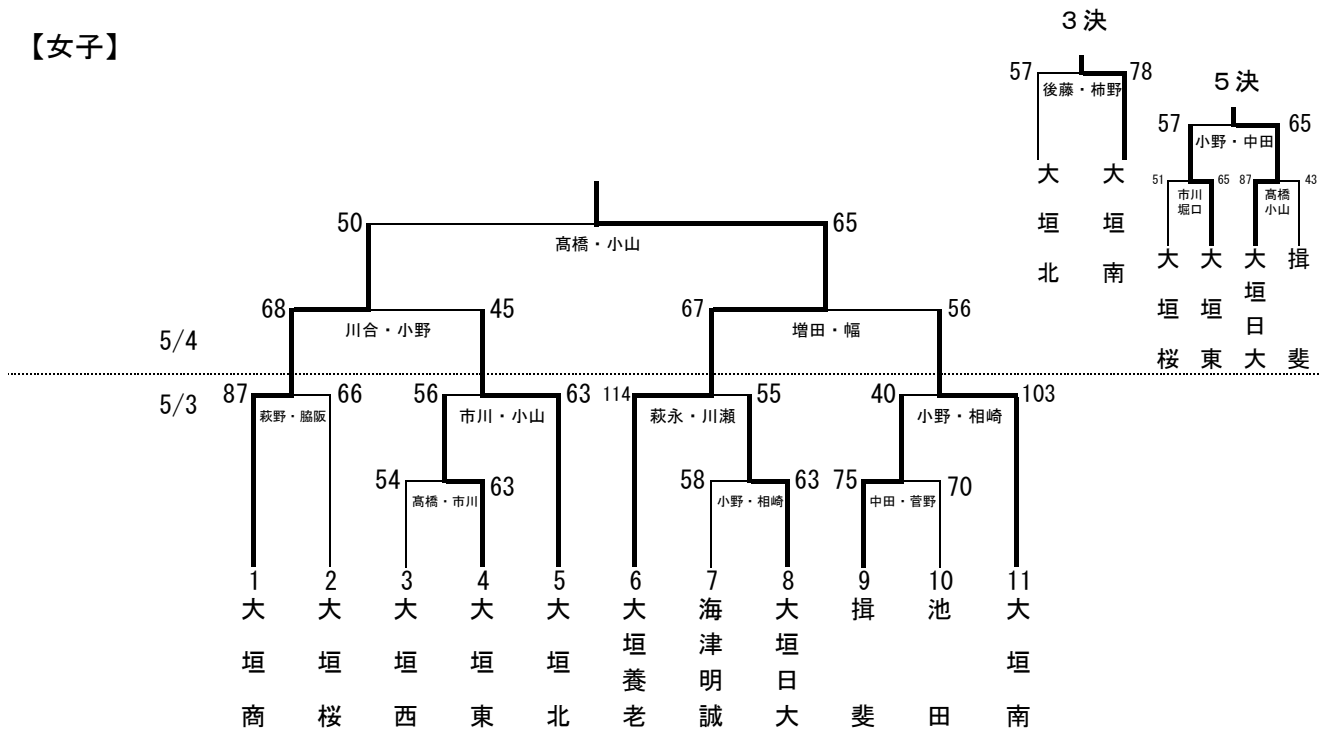 【女子】
3決
57 78
後藤・柿野
大垣北
大垣南
5決
57 65
小野・中田
51 65 87 43
市川
堀口
髙橋
小山
大垣桜
大垣東
大垣日大
揖斐
50 65
髙橋・小山
68 45 67 56
川合・小野
増田・幅
5/4
5/3
87 66 56 63 114 55 40 103
萩野・脇阪
市川・小山
萩永・川瀬
小野・相崎
54 63 58 63 75 70
髙橋・市川
小野・相崎
中田・菅野
1 2 3 4 5 6 7 8 9 10 11
大垣商
大垣桜
大垣西
大垣東
大垣北
大垣養老
海津明誠
大垣日大
揖斐
池田
大垣南